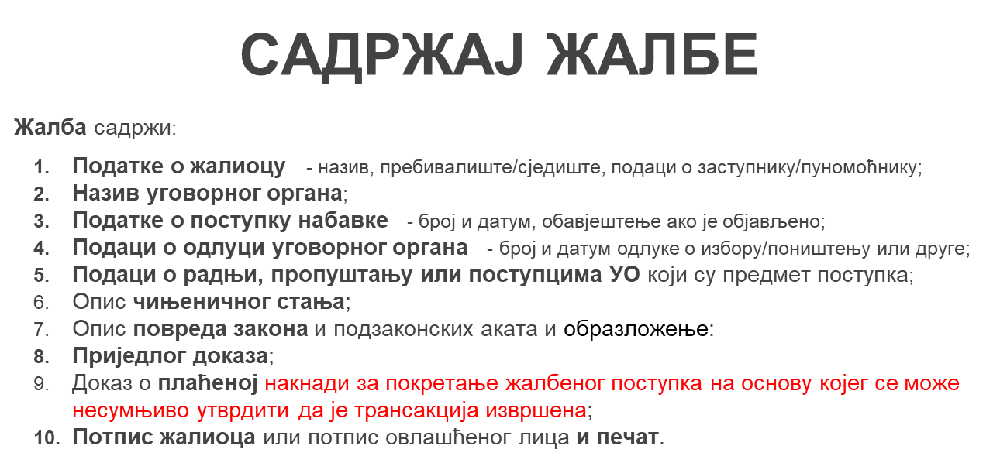 САДРЖАЈ ЖАЛБЕ
Жалба садржи:
1. Податке о жалиоцу - назив, пребивалиште/сједиште, подаци о заступнику/пуномоћнику;
2. Назив уговорног органа;
3. Податке о поступку набавке - број и датум, обавјештење ако је објављено;
4. Подаци о одлуци уговорног органа - број и датум одлуке о избору/поништењу или друге;
5. Подаци о радњи, пропуштању или поступцима УО који су предмет поступка;
6. Опис чињеничног стања;
7. Опис повреда закона и подзаконских аката и образложење:
8. Приједлог доказа;
9. Доказ о плаћеној накнади за покретање жалбеног поступка на основу којег се може
несумњиво утврдити да је трансакција извршена;
10. Потпис жалиоца или потпис овлашћеног лица и печат.